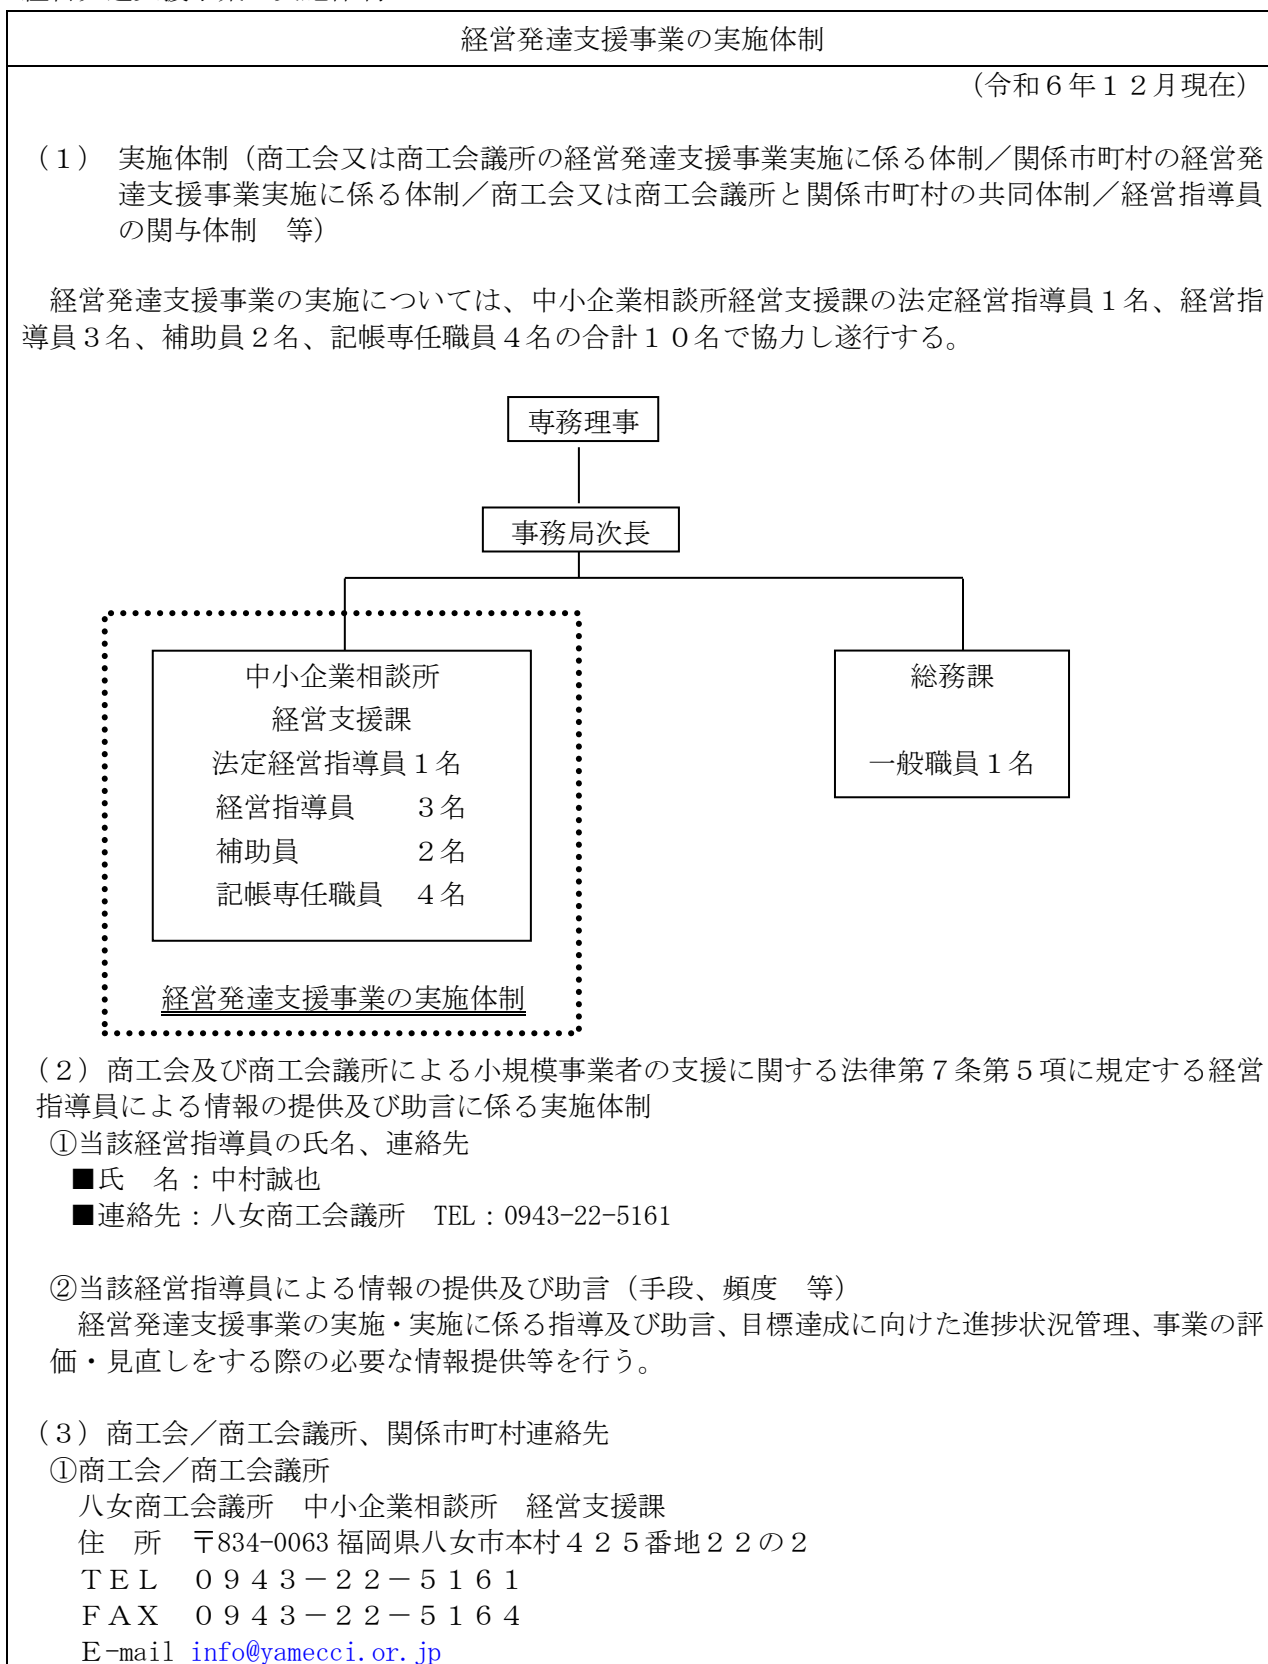 経営発達支援事業の実施体制
（令和６年１２月現在）
（１）　実施体制（商工会又は商工会議所の経営発達支援事業実施に係る体制／関係市町村の経営発
達支援事業実施に係る体制／商工会又は商工会議所と関係市町村の共同体制／経営指導員
の関与体制　等）
経営発達支援事業の実施については、中小企業相談所経営支援課の法定経営指導員１名、経営指
導員３名、補助員２名、記帳専任職員４名の合計１０名で協力し遂行する。
専務理事
事務局次長
中小企業相談所
経営支援課
法定経営指導員１名
経営指導員　　３名
補助員　　　　２名
記帳専任職員　４名
経営発達支援事業の実施体制
総務課
一般職員１名
（２）商工会及び商工会議所による小規模事業者の支援に関する法律第７条第５項に規定する経営
指導員による情報の提供及び助言に係る実施体制
①当該経営指導員の氏名、連絡先
■氏　名：中村誠也
■連絡先：八女商工会議所　TEL：0943-22-5161
②当該経営指導員による情報の提供及び助言（手段、頻度　等）
経営発達支援事業の実施・実施に係る指導及び助言、目標達成に向けた進捗状況管理、事業の評
価・見直しをする際の必要な情報提供等を行う。
（３）商工会／商工会議所、関係市町村連絡先
①商工会／商工会議所
八女商工会議所　中小企業相談所　経営支援課
住　所　〒834-0063 福岡県八女市本村４２５番地２２の２
ＴＥＬ　０９４３－２２－５１６１
ＦＡＸ　０９４３－２２－５１６４
Ｅ-mail info@yamecci.or.jp